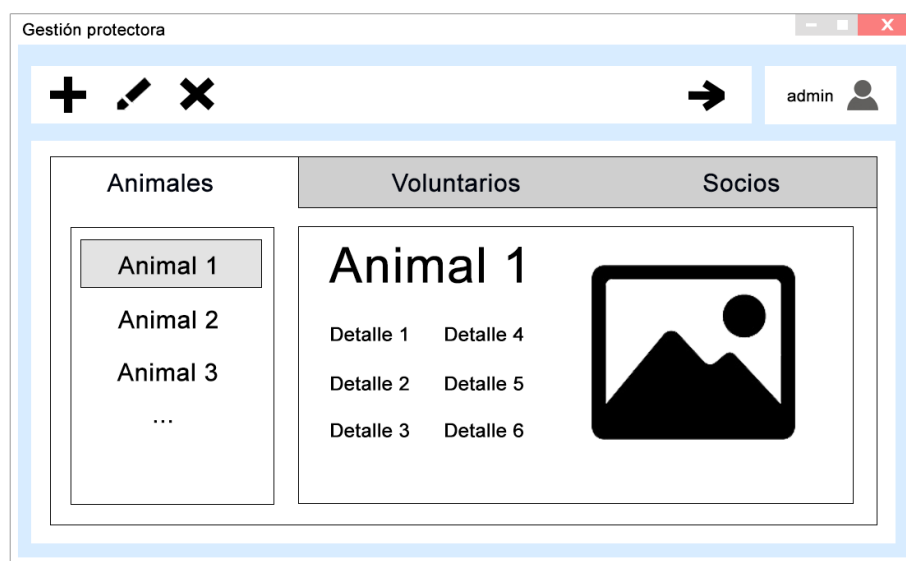 Gestión protectora
X
admin
Animales Voluntarios Socios
Animal 1
Animal 2
Animal 3
...
Animal 1
Detalle 1 Detalle 4
Detalle 2 Detalle 5
Detalle 3 Detalle 6